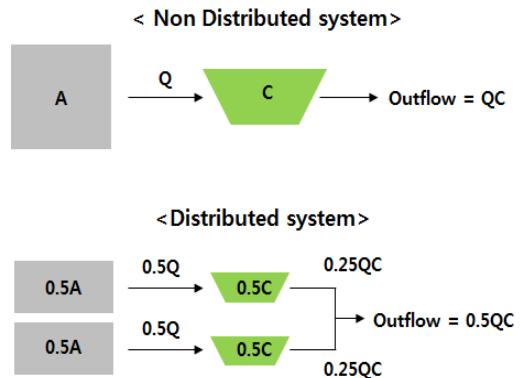 < Non Distributed system>
Q
A
C
Outflow = QC
<Distributed system>
0.5Q
0.25QC
0.5A
0.5C
Outflow = 0.5QC
0.5Q
0.5A
0.5C
0.25QC